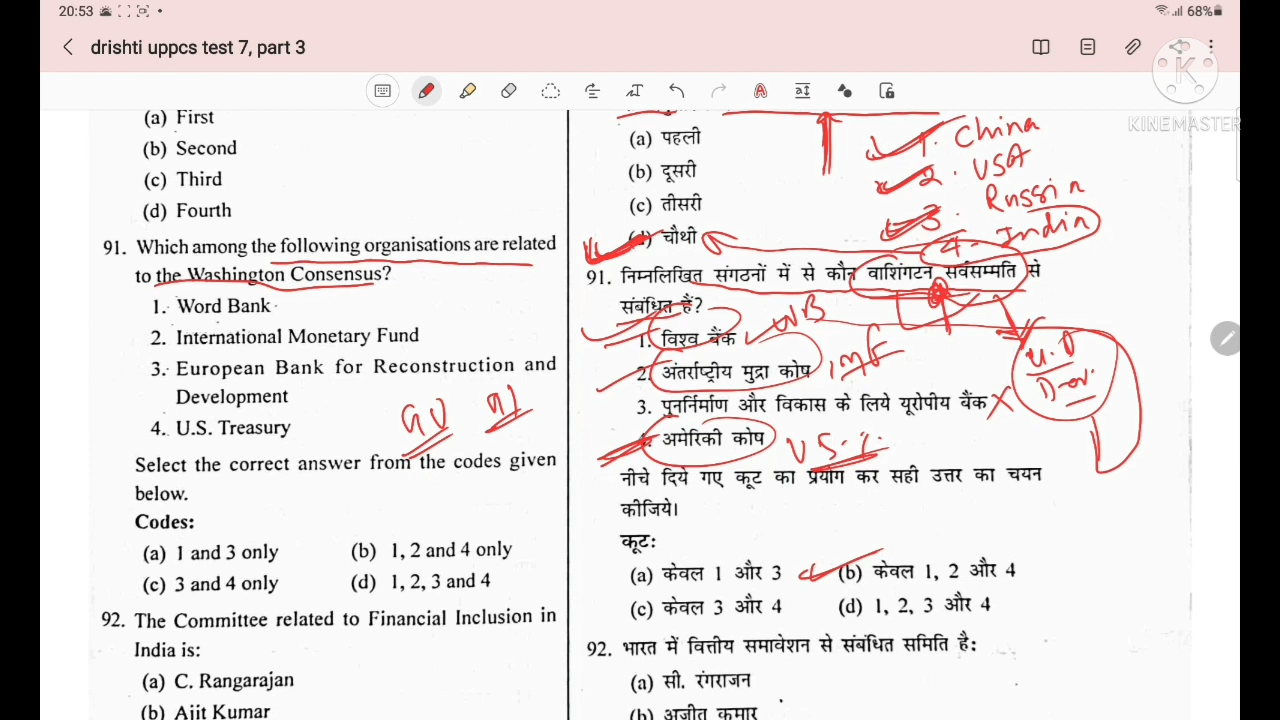 20:53
68%
drishti uppcs test 7, part 3
KINEMASTER
K
(a) First
(b) Second
(c) Third
(d) Fourth
91. Which among the following organisations are related
to the Washington Consensus?
1. Word Bank
2. International Monetary Fund
3. European Bank for Reconstruction and
Development
4. U.S. Treasury
Select the correct answer from the codes given
below.
Codes:
(a) 1 and 3 only (b) 1, 2 and 4 only
(c) 3 and 4 only (d) 1, 2, 3 and 4
92. The Committee related to Financial Inclusion in
India is:
(a) C. Rangarajan
(b) Ajit Kumar
(a) पहली
(b) दूसरी
(c) तीसरी
(d) चौथी
1. China
2. USA
3. Russia
4- India
91. निम्नलिखित संगठनों में से कौन वाशिंगटन सर्वसम्मति से
संबंधित हैं?
1. विश्व बैंक WB
2. अंतर्राष्ट्रीय मुद्रा कोष IMF
3. पुनर्निर्माण और विकास के लिये यूरोपीय बैंक
4. अमेरिकी कोष
नीचे दिये गए कूट का प्रयोग कर सही उत्तर का चयन
कीजिये।
कूटः
(a) केवल 1 और 3 (b) केवल 1, 2 और 4
(c) केवल 3 और 4 (d) 1, 2, 3 और 4
92. भारत में वित्तीय समावेशन से संबंधित समिति है:
(a) सी. रंगराजन
(b) अजीत कुमार